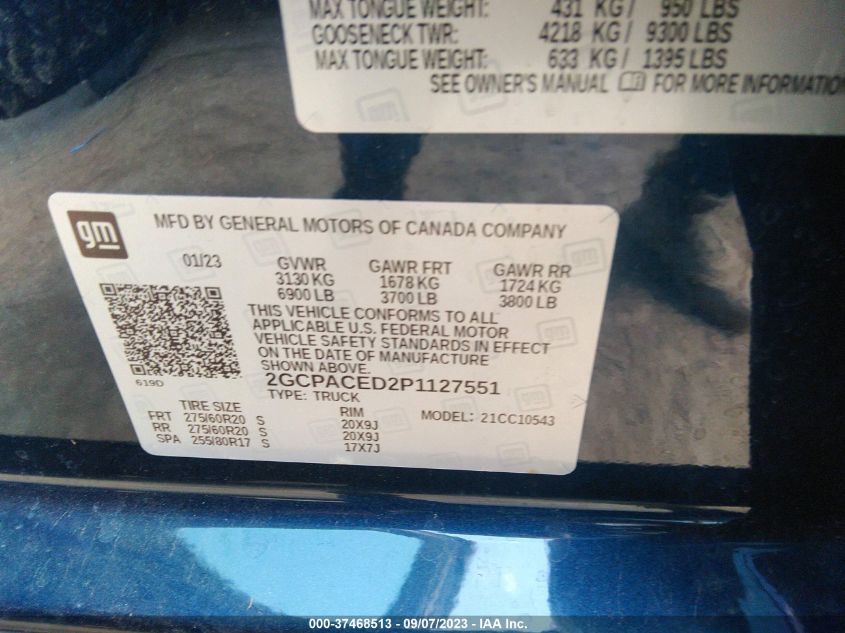 MAX TONGUE WEIGHT: 431 KG / 950 LBS
GOOSENECK TWR: 4218 KG / 9300 LBS
MAX TONGUE WEIGHT: 633 KG / 1395 LBS
SEE OWNER'S MANUAL FOR MORE INFORMATION
gm
MFD BY GENERAL MOTORS OF CANADA COMPANY
01/23 GVWR GAWR FRT GAWR RR
3130 KG 1678 KG 1724 KG
6900 LB 3700 LB 3800 LB
THIS VEHICLE CONFORMS TO ALL
APPLICABLE U.S. FEDERAL MOTOR
VEHICLE SAFETY STANDARDS IN EFFECT
ON THE DATE OF MANUFACTURE
SHOWN ABOVE.
619D
2GCPACED2P1127551
TYPE: TRUCK
TIRE SIZE RIM MODEL: 21CC10543
FRT 275/60R20 S 20X9J
RR 275/60R20 S 20X9J
SPA 255/80R17 S 17X7J
000-37468513 - 09/07/2023 - IAA Inc.